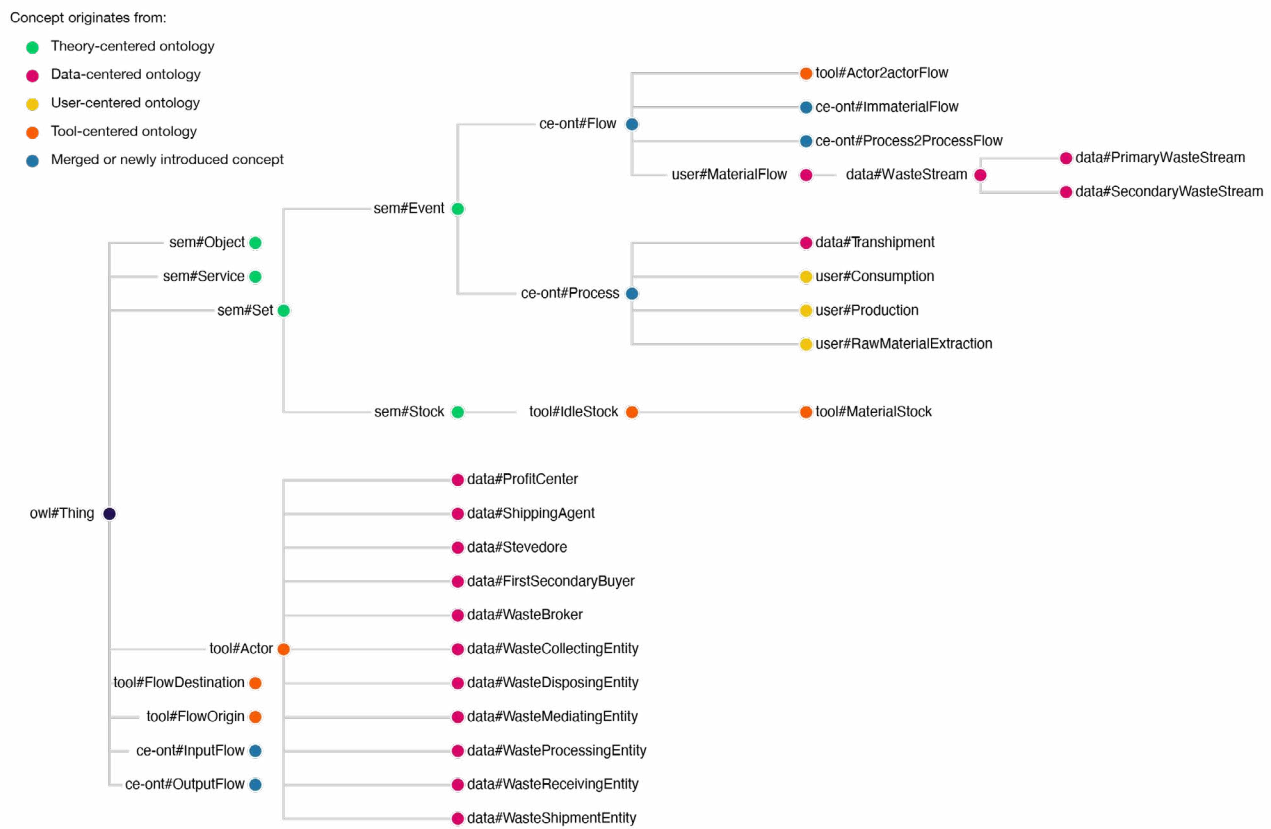 Concept originates from:
Theory-centered ontology
Data-centered ontology
User-centered ontology
Tool-centered ontology
Merged or newly introduced concept
owl#Thing
sem#Object
sem#Service
sem#Set
sem#Event
ce-ont#Flow
tool#Actor2actorFlow
ce-ont#ImmaterialFlow
ce-ont#Process2ProcessFlow
user#MaterialFlow
data#WasteStream
data#PrimaryWasteStream
data#SecondaryWasteStream
ce-ont#Process
data#Transhipment
user#Consumption
user#Production
user#RawMaterialExtraction
sem#Stock
tool#IdleStock
tool#MaterialStock
tool#Actor
data#ProfitCenter
data#ShippingAgent
data#Stevedore
data#FirstSecondaryBuyer
data#WasteBroker
data#WasteCollectingEntity
data#WasteDisposingEntity
data#WasteMediatingEntity
data#WasteProcessingEntity
data#WasteReceivingEntity
data#WasteShipmentEntity
tool#FlowDestination
tool#FlowOrigin
ce-ont#InputFlow
ce-ont#OutputFlow